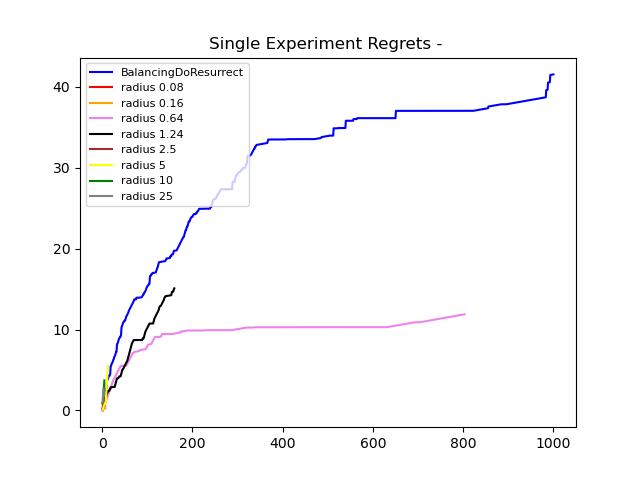 Single Experiment Regrets -
BalancingDoResurrect
radius 0.08
radius 0.16
radius 0.64
radius 1.24
radius 2.5
radius 5
radius 10
radius 25
40
30
20
10
0
0 200 400 600 800 1000